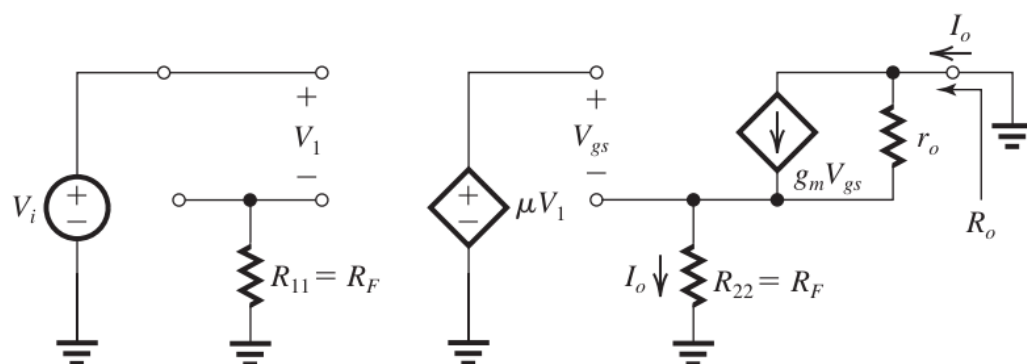 I_o
+
V_1
−
+
V_gs
−
r_o
g_m V_gs
V_i
+
−
+
−
μV_1
R_o
R_11 = R_F
I_o
R_22 = R_F